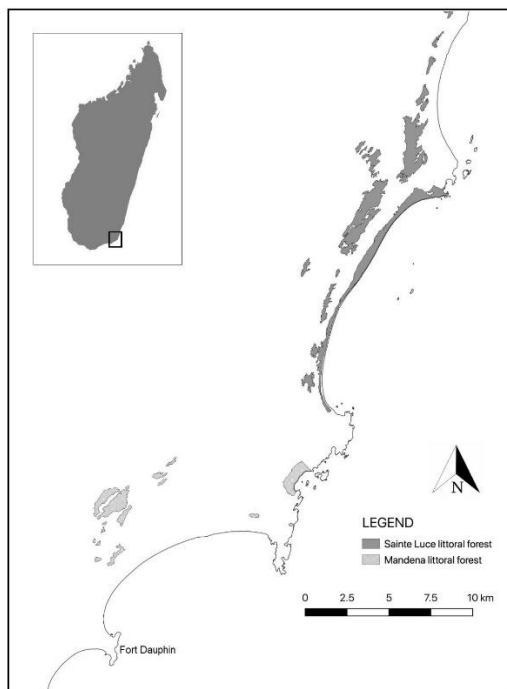 N
LEGEND
Sainte Luce littoral forest
Mandena littoral forest
0 2.5 5 7.5 10 km
Fort Dauphin